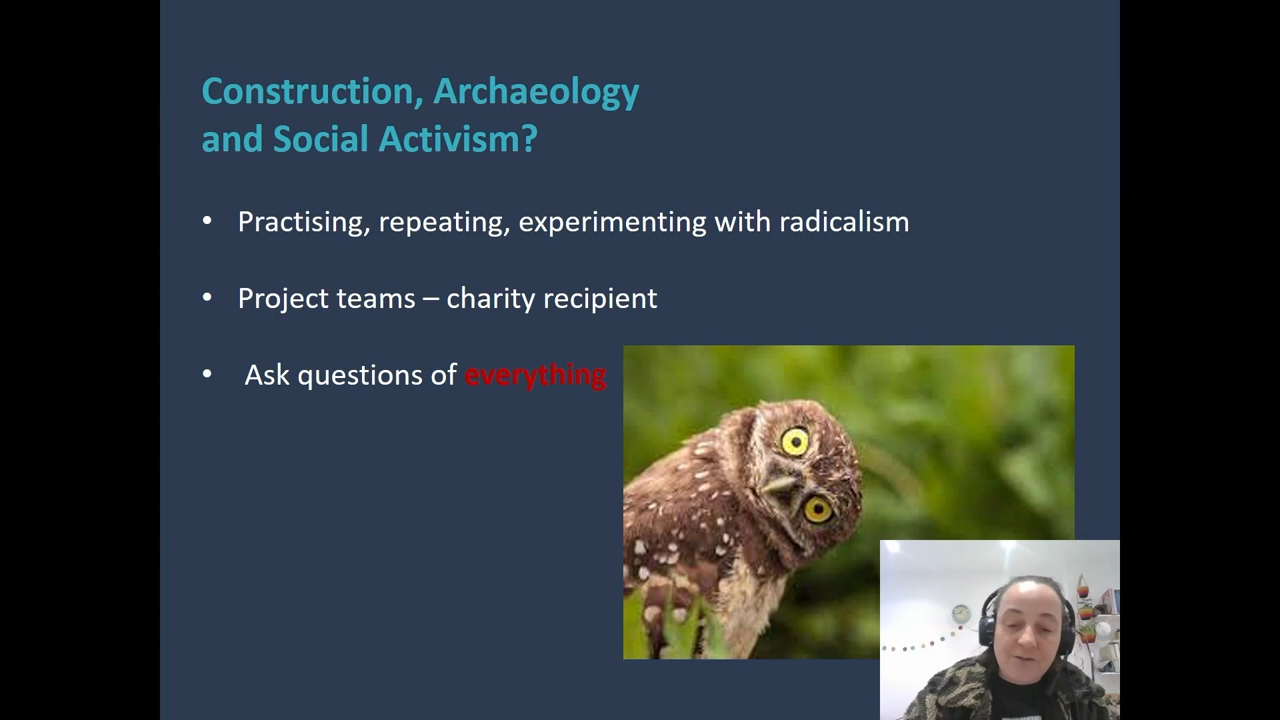 Construction, Archaeology
and Social Activism?
• Practising, repeating, experimenting with radicalism
• Project teams – charity recipient
• Ask questions of everything